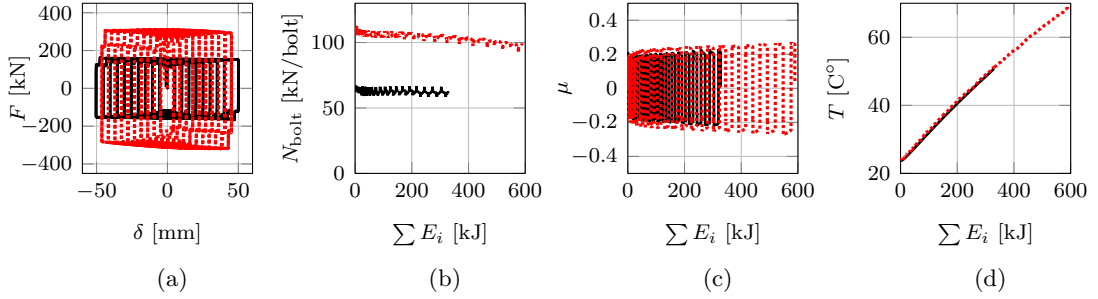 400
200
0
−200
−400
F [kN]
−50 0 50
δ [mm]
(a)
100
50
0
N_bolt [kN/bolt]
0 200 400 600
∑ E_i [kJ]
(b)
0.4
0.2
0
−0.2
−0.4
μ
0 200 400 600
∑ E_i [kJ]
(c)
60
40
20
T [C°]
0 200 400 600
∑ E_i [kJ]
(d)